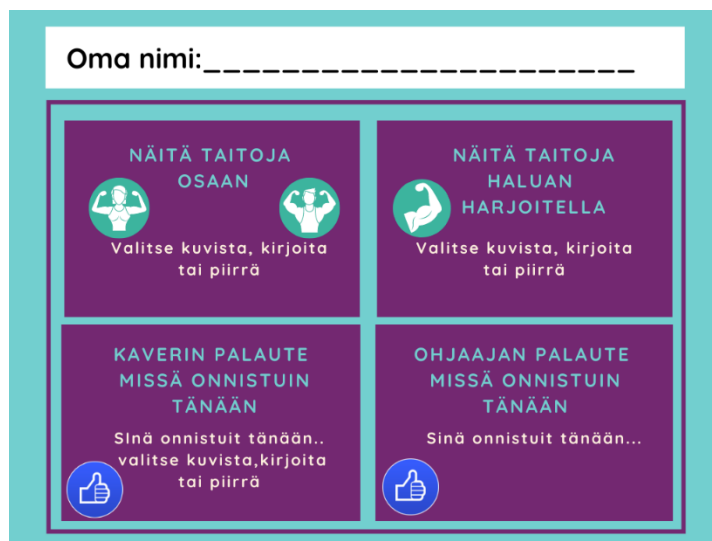 Oma nimi:______________________
NÄITÄ TAITOJA
OSAAN
Valitse kuvista, kirjoita
tai piirrä
NÄITÄ TAITOJA
HALUAN
HARJOITELLA
Valitse kuvista, kirjoita
tai piirrä
KAVERIN PALAUTE
MISSÄ ONNISTUIN
TÄNÄÄN
SInä onnistuit tänään..
valitse kuvista,kirjoita
tai piirrä
OHJAAJAN PALAUTE
MISSÄ ONNISTUIN
TÄNÄÄN
Sinä onnistuit tänään...